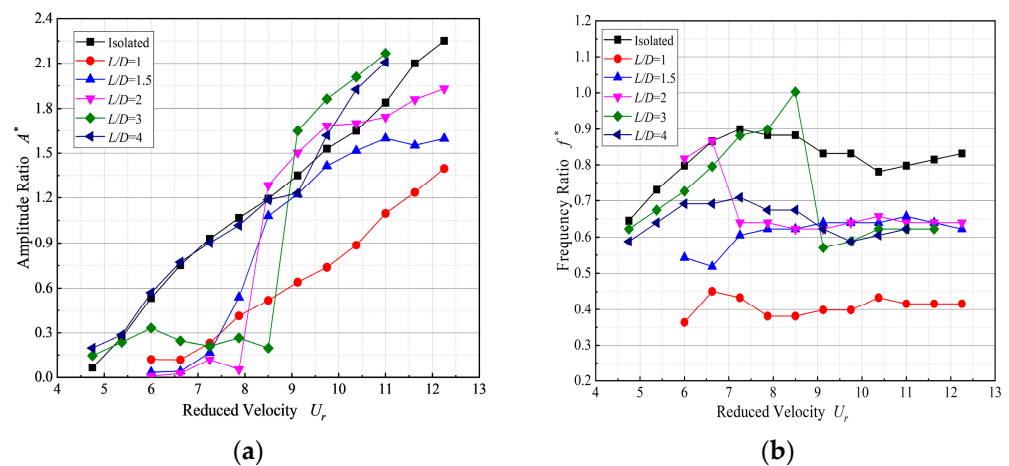 2.4
2.1
1.8
1.5
1.2
0.9
0.6
0.3
0.0
Amplitude Ratio A*
Isolated
L/D=1
L/D=1.5
L/D=2
L/D=3
L/D=4
4 5 6 7 8 9 10 11 12 13
Reduced Velocity Ur
(a)
1.2
1.1
1.0
0.9
0.8
0.7
0.6
0.5
0.4
0.3
0.2
Frequency Ratio f*
Isolated
L/D=1
L/D=1.5
L/D=2
L/D=3
L/D=4
4 5 6 7 8 9 10 11 12 13
Reduced Velocity Ur
(b)